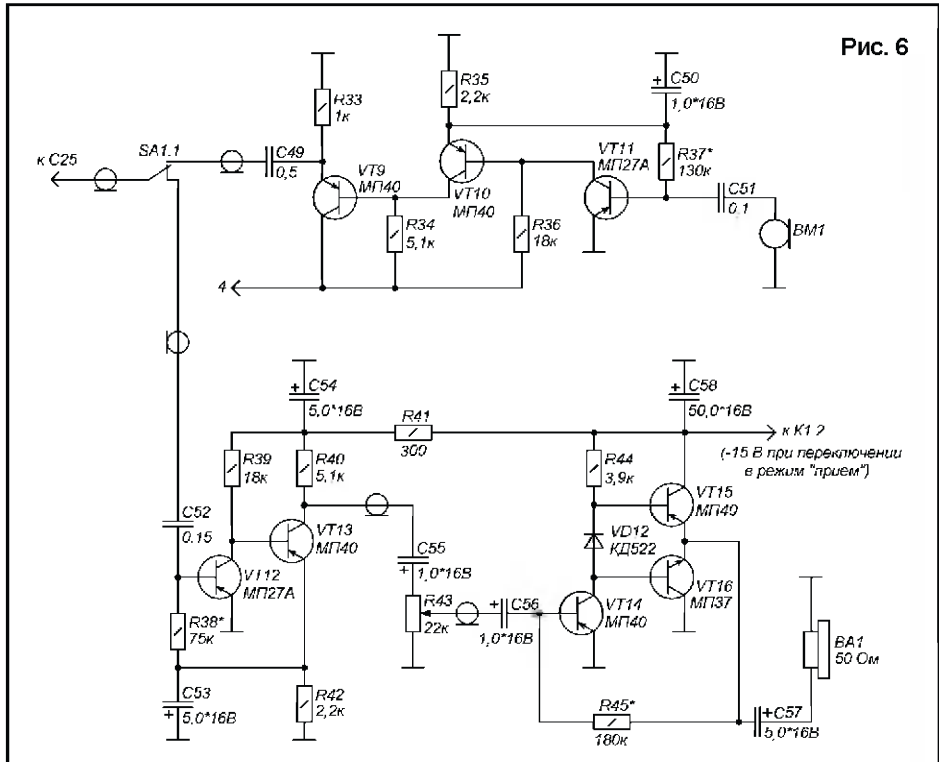 Рис. 6
R33
1к
R35
2,2к
+ C50
1,0*16В
к C25
SA1.1
C49
0,5
VT9
МП40
VT10
МП40
VT11
МП27А
R37*
130к
C51
0,1
BM1
R34
5,1к
R36
18к
4
+ C54
5,0*16В
R41
300
+ C58
50,0*16В
к К1.2
(-15 В при переключении
в режим "прием")
R39
18к
R40
5,1к
R44
3,9к
VT15
МП40
C52
0,15
VT13
МП40
VD12
КД522
VT12
МП27А
C55
+ 1,0*16В
VT16
МП37
R43
22к
+ C56
1,0*16В
VT14
МП40
R38*
75к
BA1
50 Ом
C53
+ 5,0*16В
R42
2,2к
R45*
180к
+ C57
5,0*16В